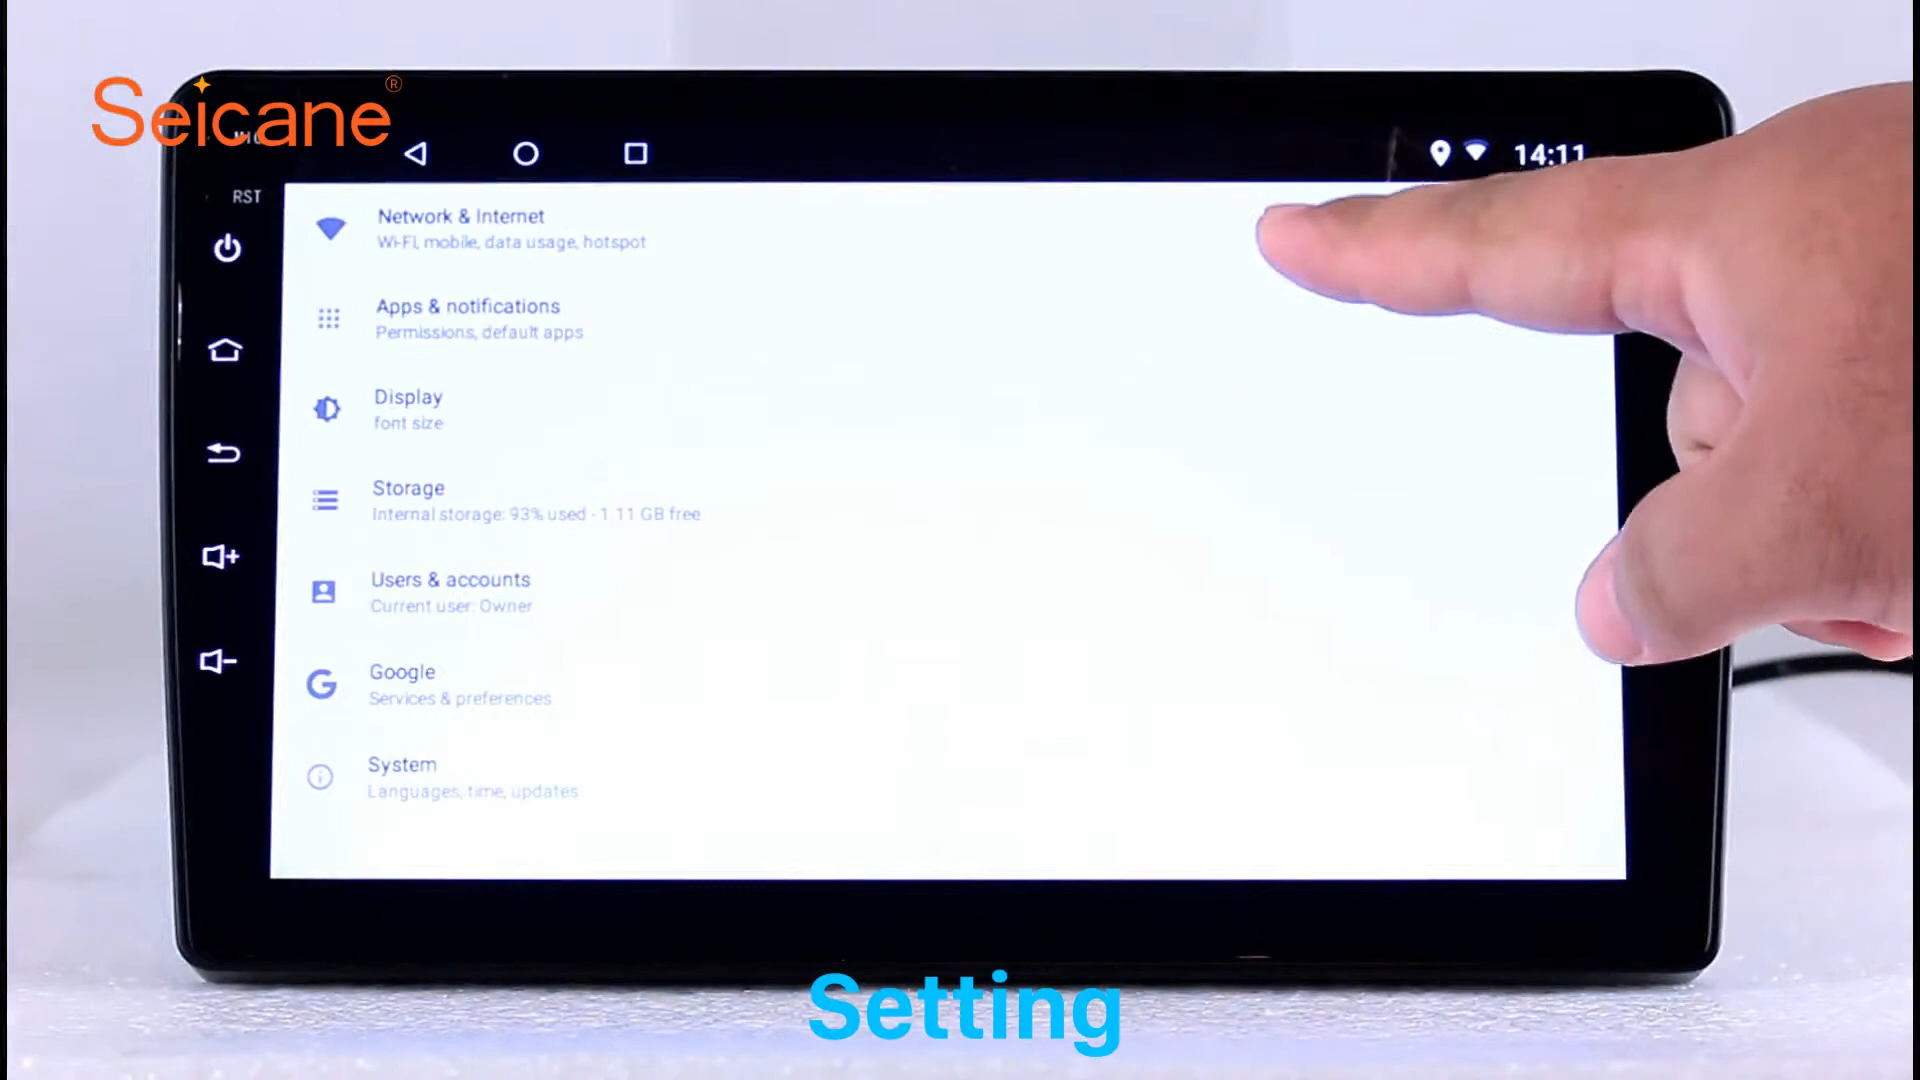 Seicane®
14:11
RST
Network & Internet
Wi-Fi, mobile, data usage, hotspot
Apps & notifications
Permissions, default apps
Display
font size
Storage
Internal storage: 93% used - 1.11 GB free
Users & accounts
Current user: Owner
Google
Services & preferences
System
Languages, time, updates
Setting